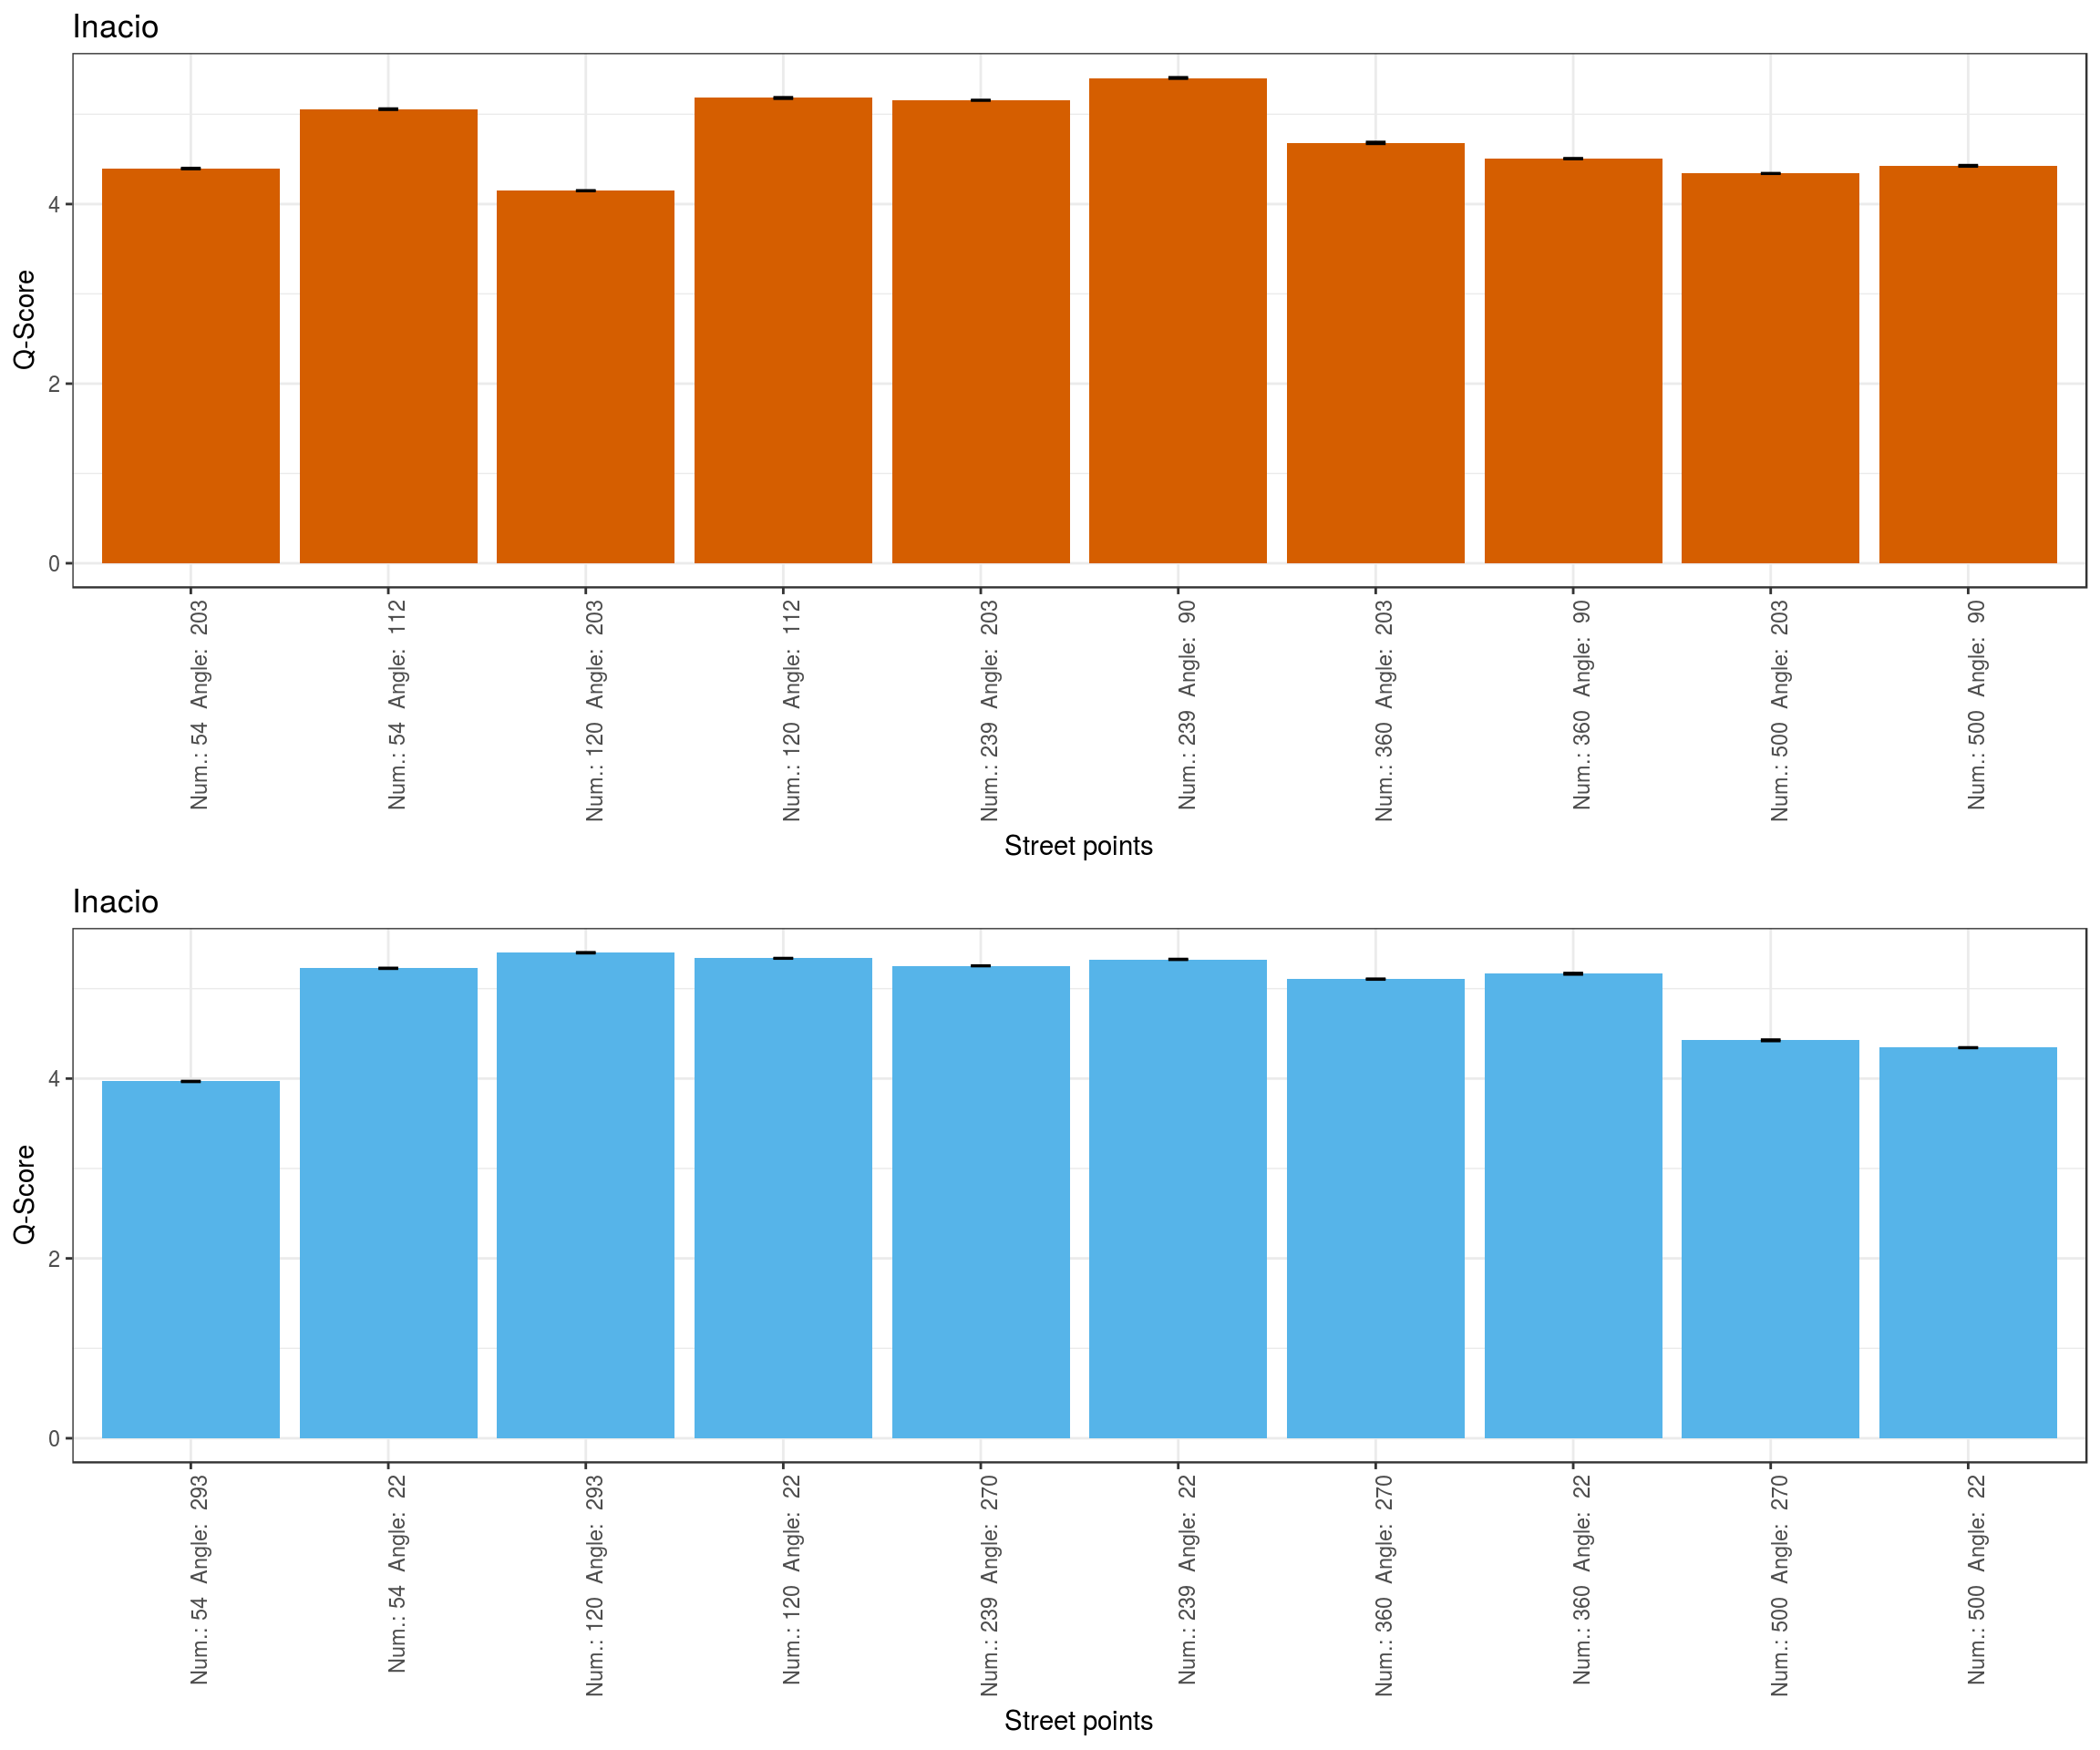 Inacio
Q-Score
4
2
0
Num.: 54 Angle: 203
Num.: 54 Angle: 112
Num.: 120 Angle: 203
Num.: 120 Angle: 112
Num.: 239 Angle: 203
Num.: 239 Angle: 90
Num.: 360 Angle: 203
Num.: 360 Angle: 90
Num.: 500 Angle: 203
Num.: 500 Angle: 90
Street points
Inacio
Q-Score
4
2
0
Num.: 54 Angle: 293
Num.: 54 Angle: 22
Num.: 120 Angle: 293
Num.: 120 Angle: 22
Num.: 239 Angle: 270
Num.: 239 Angle: 22
Num.: 360 Angle: 270
Num.: 360 Angle: 22
Num.: 500 Angle: 270
Num.: 500 Angle: 22
Street points